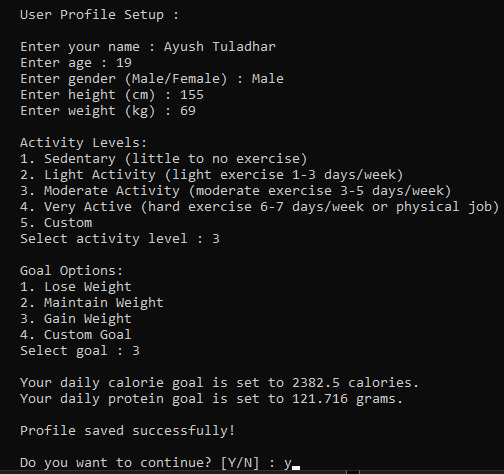 User Profile Setup :
Enter your name : Ayush Tuladhar
Enter age : 19
Enter gender (Male/Female) : Male
Enter height (cm) : 155
Enter weight (kg) : 69
Activity Levels:
1. Sedentary (little to no exercise)
2. Light Activity (light exercise 1-3 days/week)
3. Moderate Activity (moderate exercise 3-5 days/week)
4. Very Active (hard exercise 6-7 days/week or physical job)
5. Custom
Select activity level : 3
Goal Options:
1. Lose Weight
2. Maintain Weight
3. Gain Weight
4. Custom Goal
Select goal : 3
Your daily calorie goal is set to 2382.5 calories.
Your daily protein goal is set to 121.716 grams.
Profile saved successfully!
Do you want to continue? [Y/N] : y